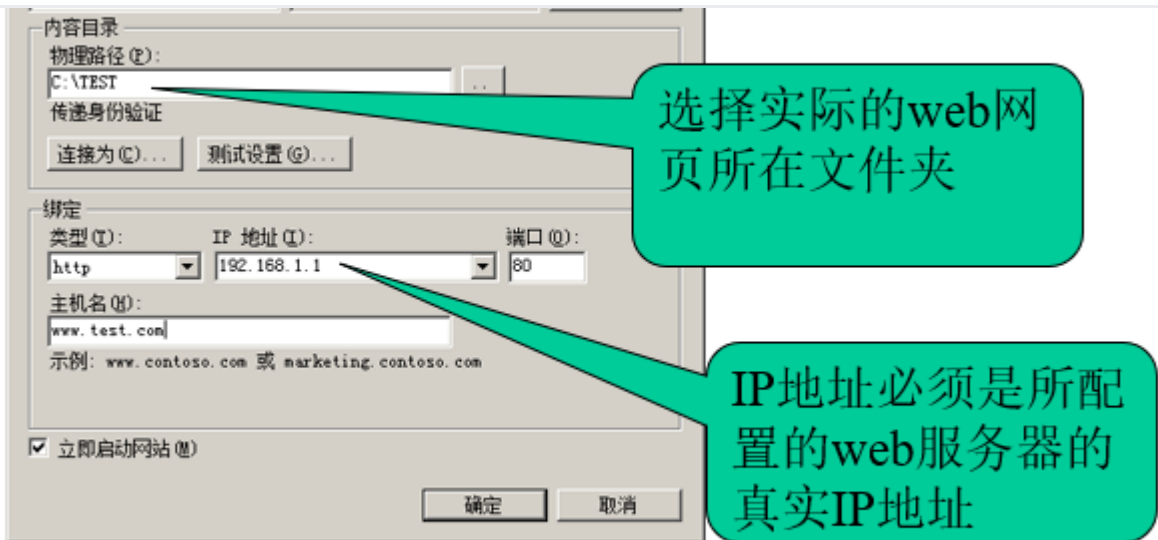 内容目录
物理路径(P):
C:\TEST
..
传递身份验证
连接为(C)...
测试设置(G)...
选择实际的web网
页所在文件夹
绑定
类型(T):
IP 地址(I):
端口(O):
http
192.168.1.1
80
主机名(H):
www.test.com
示例: www.contoso.com 或 marketing.contoso.com
IP地址必须是所配
置的web服务器的
真实IP地址
立即启动网站(M)
确定
取消